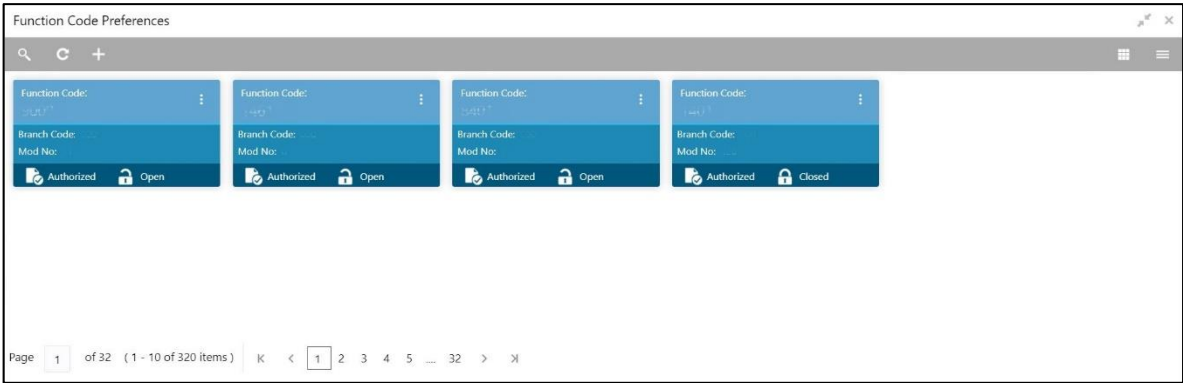 Function Code Preferences
Function Code:
Branch Code:
Mod No:
Authorized Open
Function Code:
Branch Code:
Mod No:
Authorized Open
Function Code:
Branch Code:
Mod No:
Authorized Open
Function Code:
Branch Code:
Mod No:
Authorized Closed
Page 1 of 32 ( 1 - 10 of 320 items ) 1 2 3 4 5 ... 32